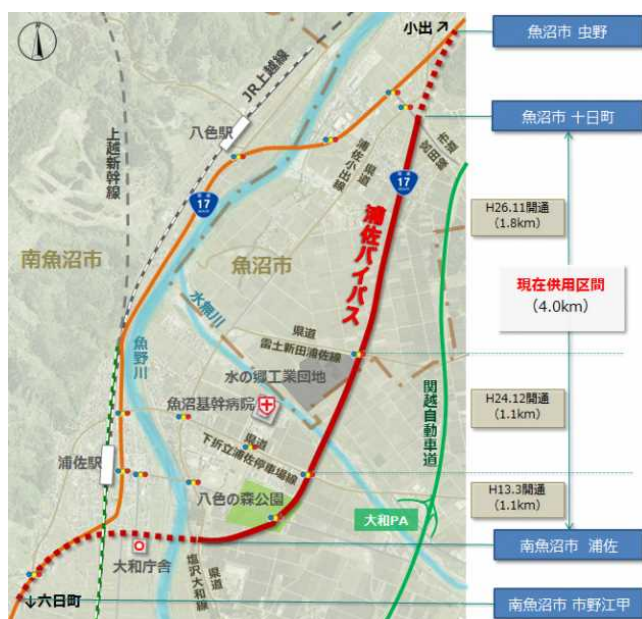 小出↗
魚沼市 虫野
JR上越線
八色駅
魚沼市 十日町
上越新幹線
県道
浦佐小出線
国道
17
国道
17
H26.11開通
(1.8km)
浦佐バイパス
南魚沼市
魚沼市
現在供用区間
(4.0km)
水無川
魚野川
県道
雷土新田浦佐線
水の郷工業団地
関越自動車道
魚沼基幹病院
H24.12開通
(1.1km)
県道
下折立浦佐停車場線
浦佐駅
八色の森公園
H13.3開通
(1.1km)
大和PA
大和庁舎
南魚沼市 浦佐
県道
塩沢大和線
↓六日町
南魚沼市 市野江甲